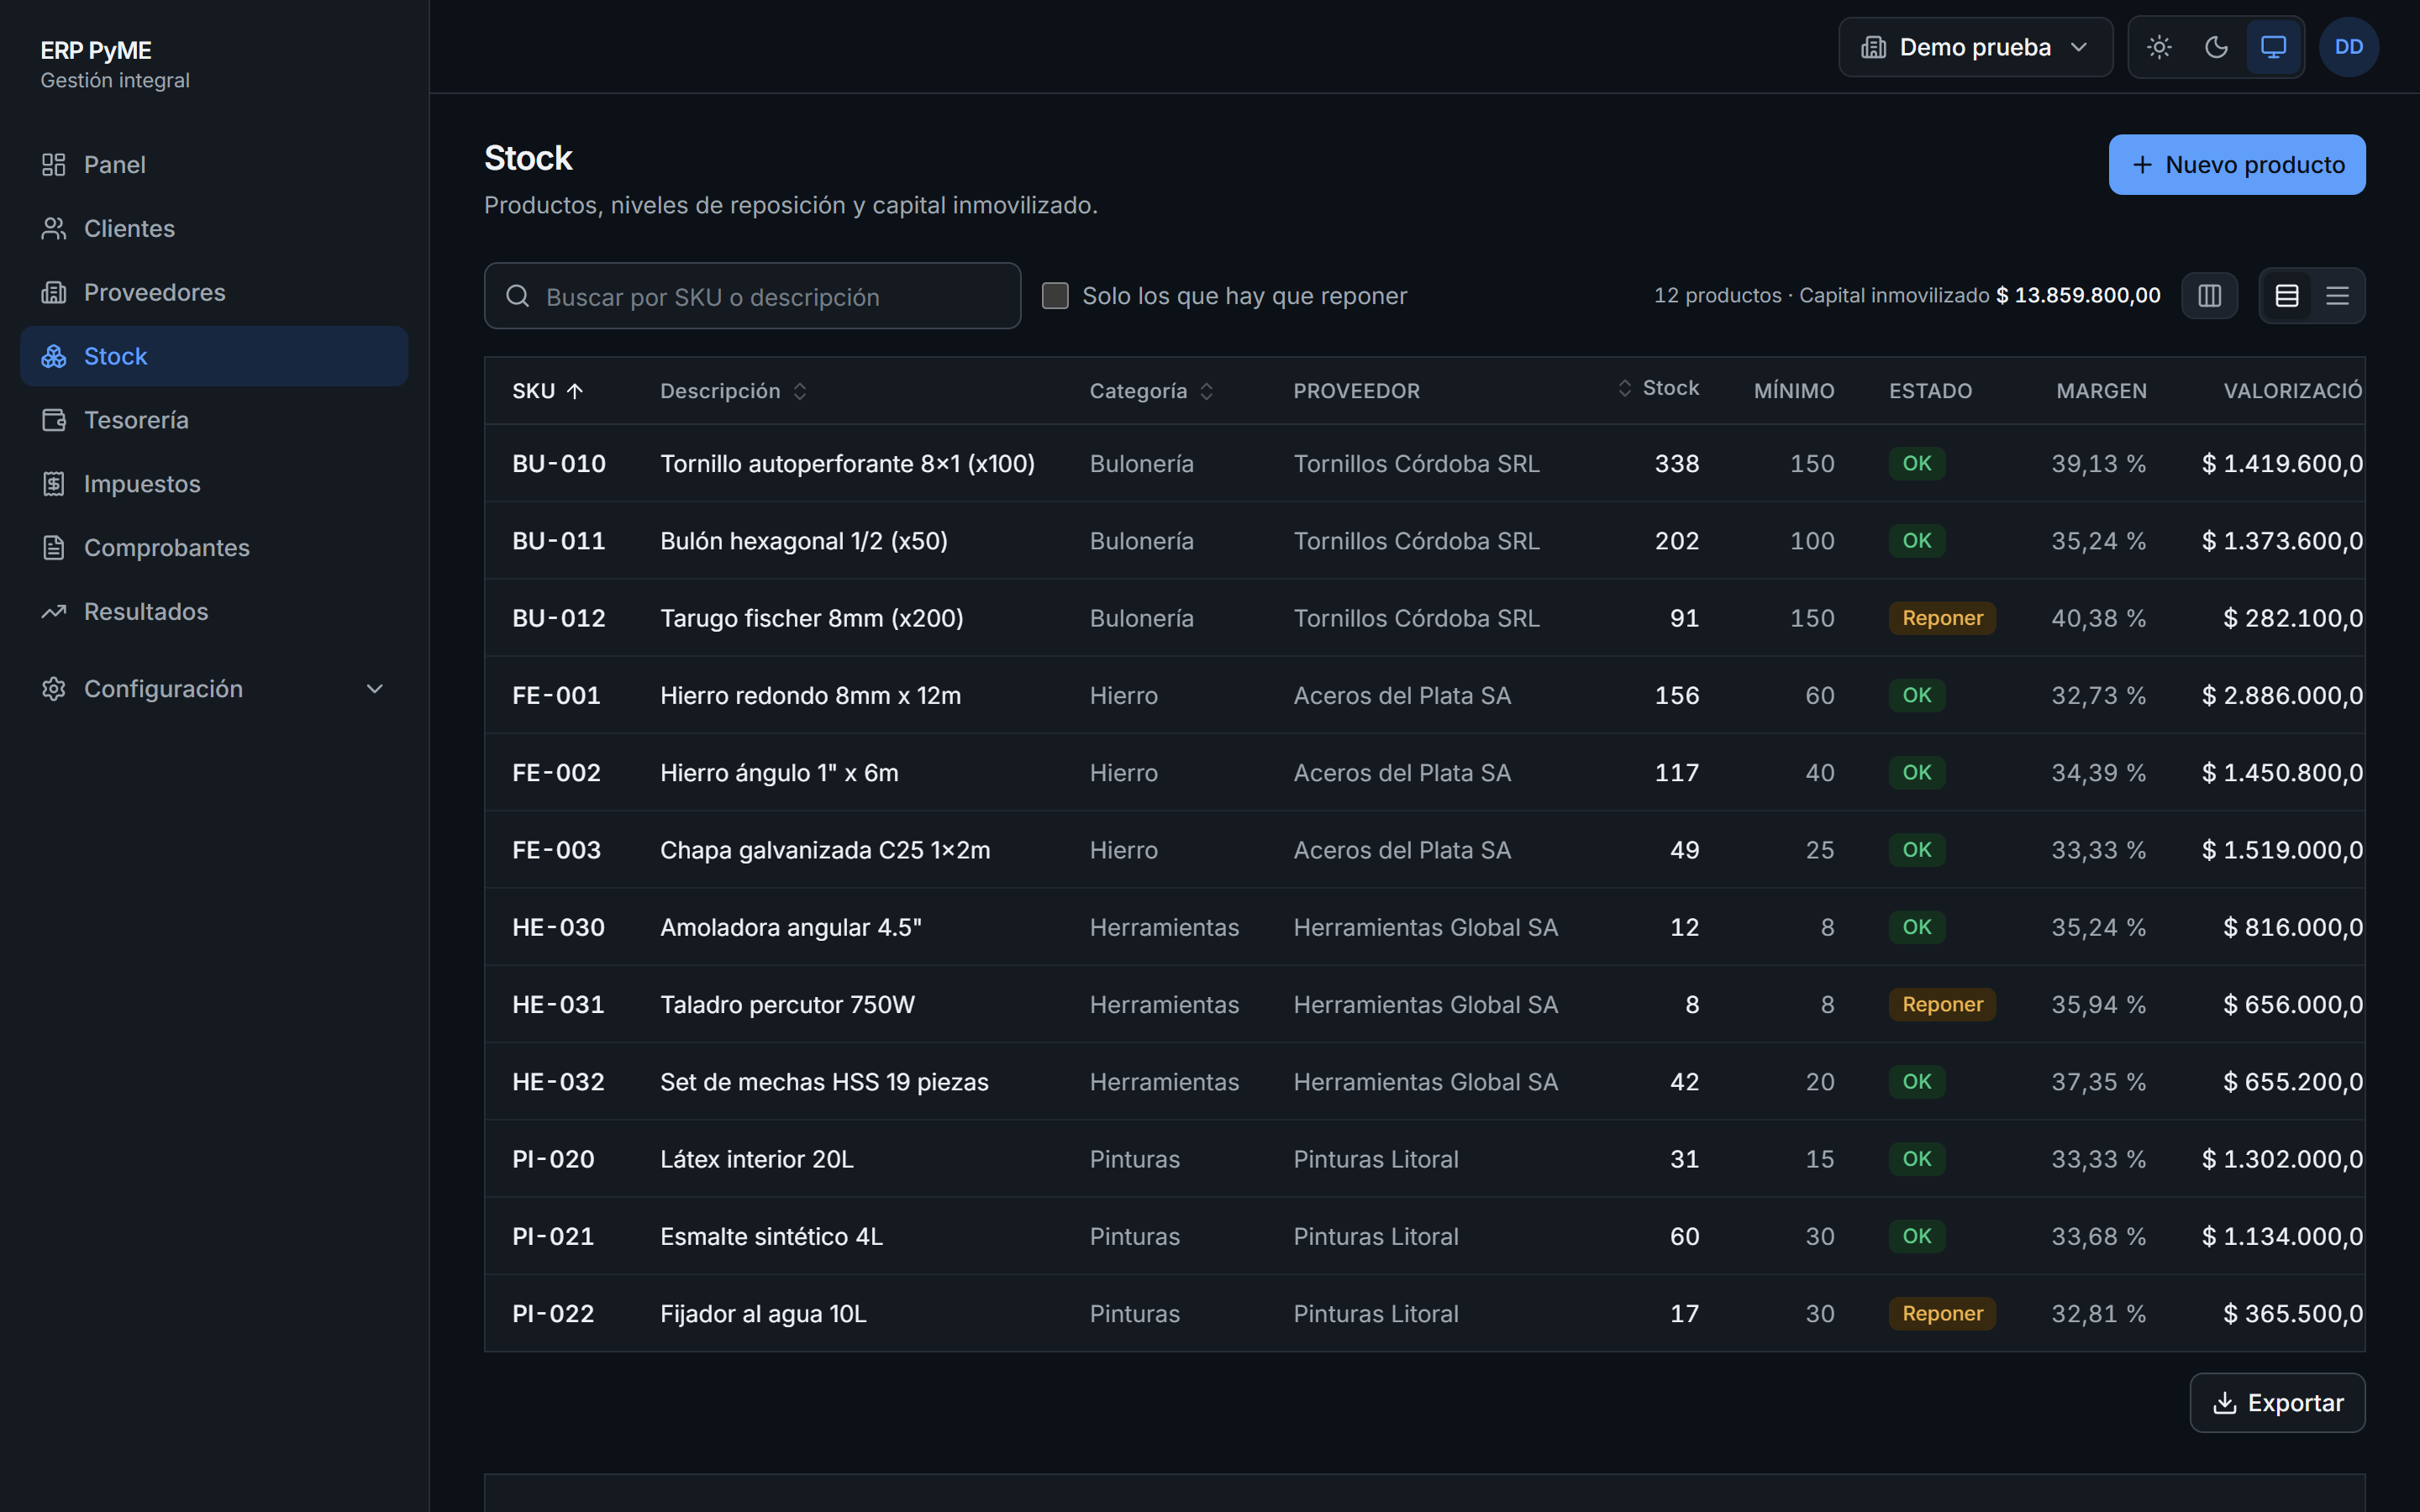 ERP PyME
Gestión integral
Panel
Clientes
Proveedores
Stock
Tesorería
Impuestos
Comprobantes
Resultados
Configuración
Demo prueba
DD
Stock
Productos, niveles de reposición y capital inmovilizado.
+ Nuevo producto
Buscar por SKU o descripción
Solo los que hay que reponer
12 productos · Capital inmovilizado $ 13.859.800,00
SKU Descripción Categoría PROVEEDOR Stock MÍNIMO ESTADO MARGEN VALORIZACIÓ
BU-010 Tornillo autoperforante 8×1 (x100) Bulonería Tornillos Córdoba SRL 338 150 OK 39,13 % $ 1.419.600,0
BU-011 Bulón hexagonal 1/2 (x50) Bulonería Tornillos Córdoba SRL 202 100 OK 35,24 % $ 1.373.600,0
BU-012 Tarugo fischer 8mm (x200) Bulonería Tornillos Córdoba SRL 91 150 Reponer 40,38 % $ 282.100,0
FE-001 Hierro redondo 8mm x 12m Hierro Aceros del Plata SA 156 60 OK 32,73 % $ 2.886.000,0
FE-002 Hierro ángulo 1" x 6m Hierro Aceros del Plata SA 117 40 OK 34,39 % $ 1.450.800,0
FE-003 Chapa galvanizada C25 1×2m Hierro Aceros del Plata SA 49 25 OK 33,33 % $ 1.519.000,0
HE-030 Amoladora angular 4.5" Herramientas Herramientas Global SA 12 8 OK 35,24 % $ 816.000,0
HE-031 Taladro percutor 750W Herramientas Herramientas Global SA 8 8 Reponer 35,94 % $ 656.000,0
HE-032 Set de mechas HSS 19 piezas Herramientas Herramientas Global SA 42 20 OK 37,35 % $ 655.200,0
PI-020 Látex interior 20L Pinturas Pinturas Litoral 31 15 OK 33,33 % $ 1.302.000,0
PI-021 Esmalte sintético 4L Pinturas Pinturas Litoral 60 30 OK 33,68 % $ 1.134.000,0
PI-022 Fijador al agua 10L Pinturas Pinturas Litoral 17 30 Reponer 32,81 % $ 365.500,0
Exportar